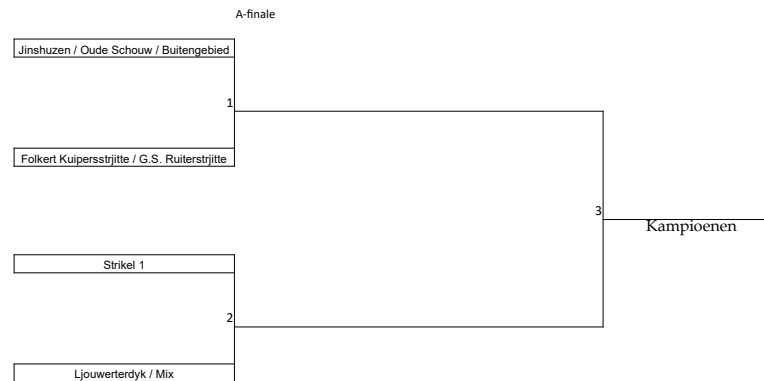 A-finale
Jinshuzen / Oude Schouw / Buitengebied
1
Folkert Kuipersstrjitte / G.S. Ruiterstrjitte
3
Kampioenen
Strikel 1
2
Ljouwerterdyk / Mix